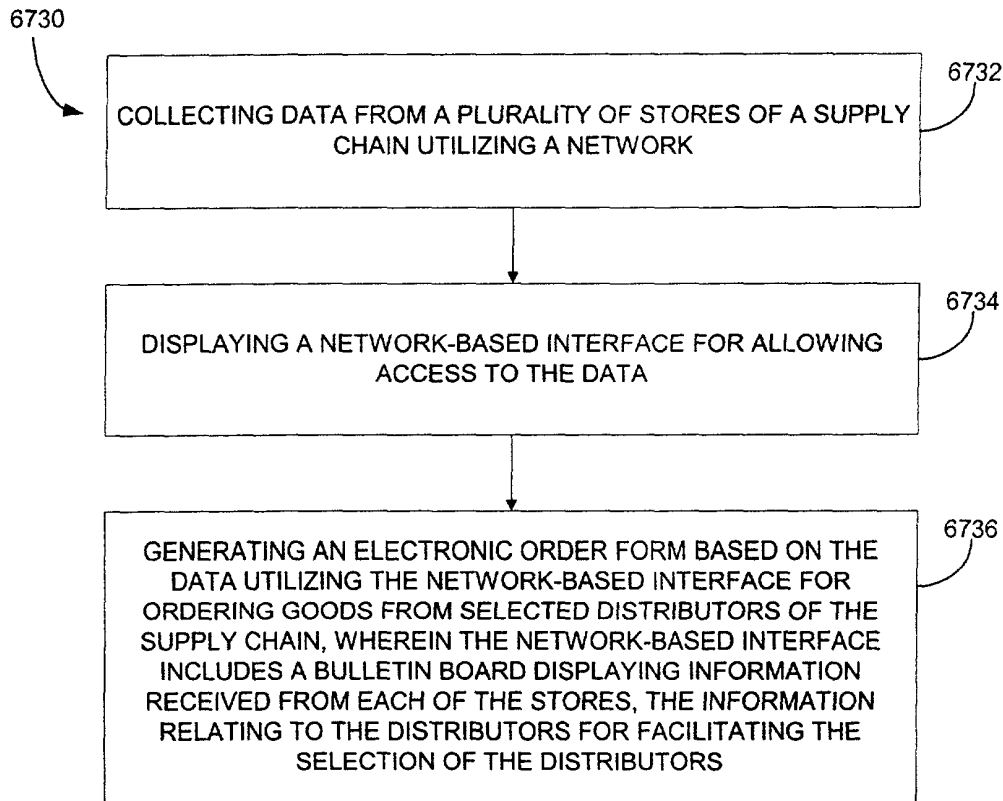 6730
6732
COLLECTING DATA FROM A PLURALITY OF STORES OF A SUPPLY
CHAIN UTILIZING A NETWORK
6734
DISPLAYING A NETWORK-BASED INTERFACE FOR ALLOWING
ACCESS TO THE DATA
6736
GENERATING AN ELECTRONIC ORDER FORM BASED ON THE
DATA UTILIZING THE NETWORK-BASED INTERFACE FOR
ORDERING GOODS FROM SELECTED DISTRIBUTORS OF THE
SUPPLY CHAIN, WHEREIN THE NETWORK-BASED INTERFACE
INCLUDES A BULLETIN BOARD DISPLAYING INFORMATION
RECEIVED FROM EACH OF THE STORES, THE INFORMATION
RELATING TO THE DISTRIBUTORS FOR FACILITATING THE
SELECTION OF THE DISTRIBUTORS